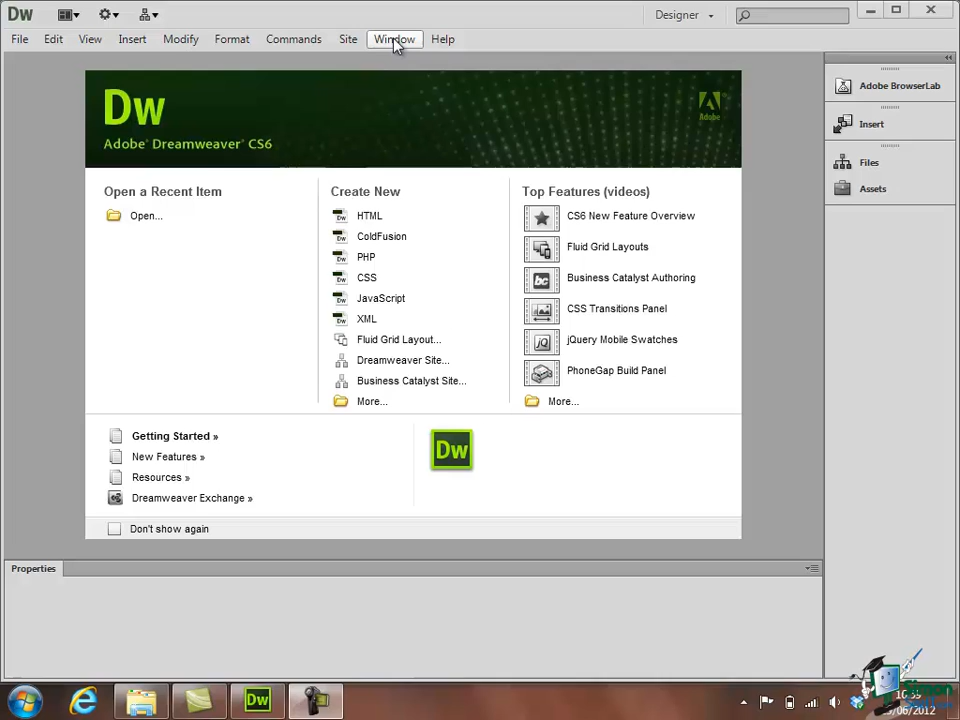 Dw
Designer
File Edit View Insert Modify Format Commands Site Window Help
Dw
Adobe® Dreamweaver® CS6
Adobe
Open a Recent Item
Open...
Create New
HTML
ColdFusion
PHP
CSS
JavaScript
XML
Fluid Grid Layout...
Dreamweaver Site...
Business Catalyst Site...
More...
Top Features (videos)
CS6 New Feature Overview
Fluid Grid Layouts
bc
Business Catalyst Authoring
CSS Transitions Panel
jQ
jQuery Mobile Swatches
PhoneGap Build Panel
More...
Getting Started »
New Features »
Resources »
Dreamweaver Exchange »
Dw
Don't show again
Adobe BrowserLab
Insert
Files
Assets
Properties
Dw